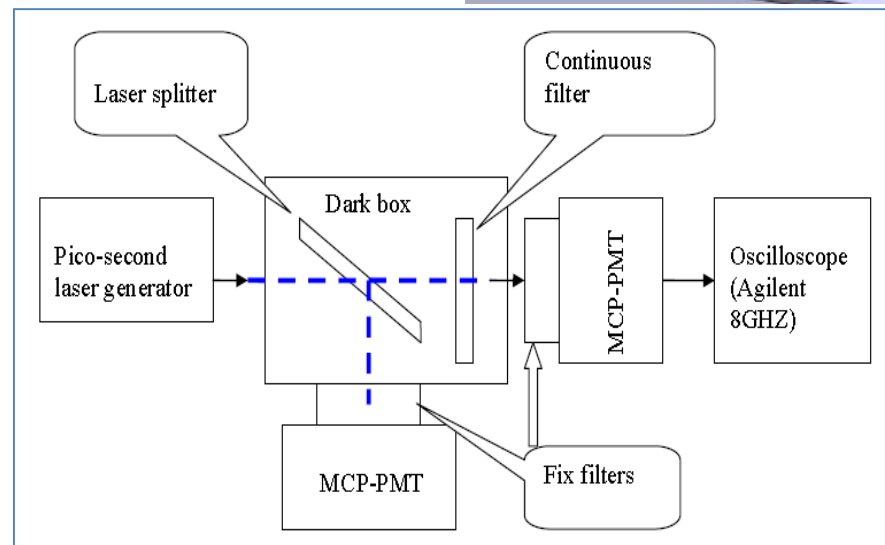 Laser splitter
Continuous
filter
Dark box
Pico-second
laser generator
MCP-PMT
Oscilloscope
(Agilent
8GHZ)
MCP-PMT
Fix filters